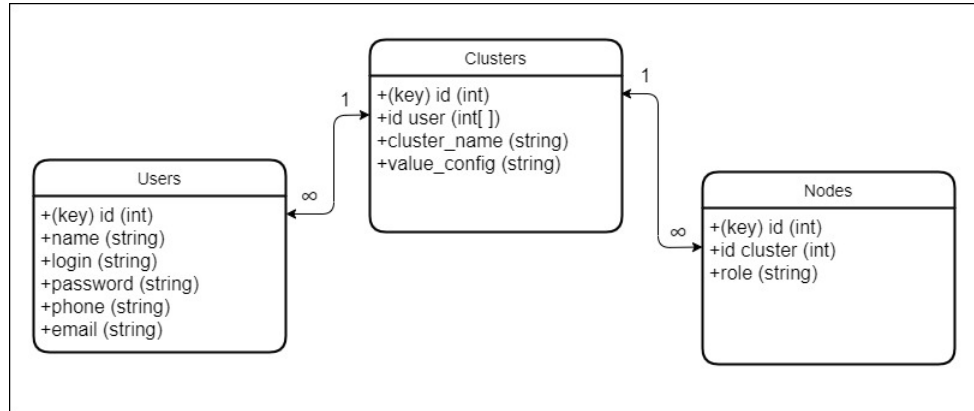 Clusters
+(key) id (int)
+id user (int[ ])
+cluster_name (string)
+value_config (string)
1
∞
1
∞
Users
+(key) id (int)
+name (string)
+login (string)
+password (string)
+phone (string)
+email (string)
Nodes
+(key) id (int)
+id cluster (int)
+role (string)